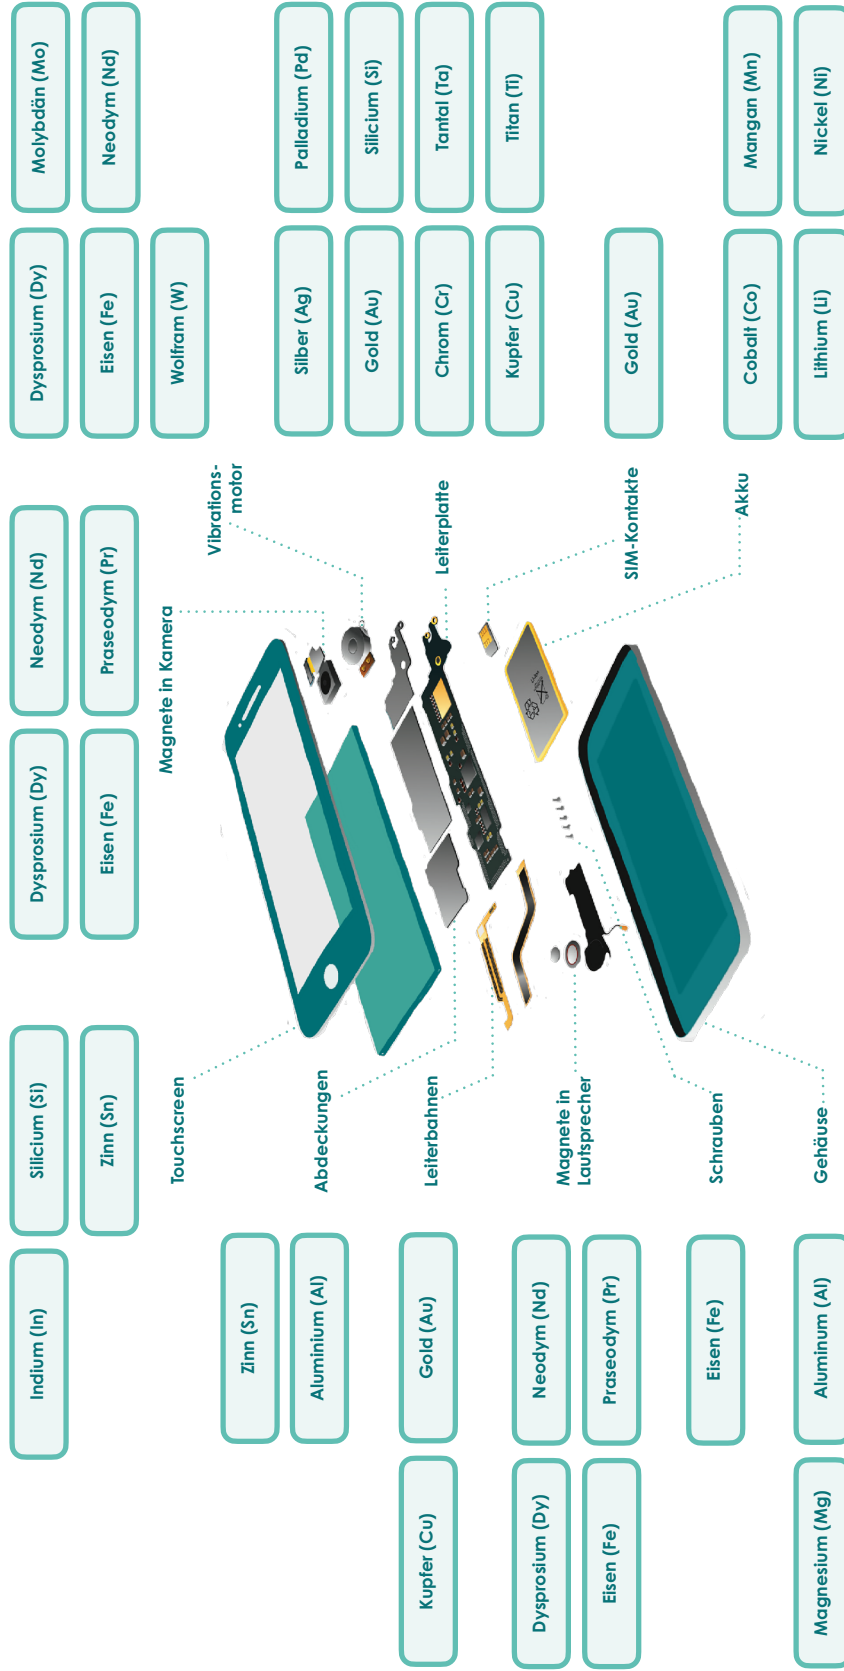 Indium (In)
Silicium (Si)
Zinn (Sn)
Touchscreen
Dysprosium (Dy)
Neodym (Nd)
Eisen (Fe)
Praseodym (Pr)
Magnete in Kamera
Dysprosium (Dy)
Molybdän (Mo)
Eisen (Fe)
Neodym (Nd)
Wolfram (W)
Vibrations-
motor
Zinn (Sn)
Aluminium (Al)
Abdeckungen
Silber (Ag)
Palladium (Pd)
Gold (Au)
Silicium (Si)
Chrom (Cr)
Tantal (Ta)
Kupfer (Cu)
Titan (Ti)
Leiterplatte
Kupfer (Cu)
Gold (Au)
Leiterbahnen
Gold (Au)
SIM-Kontakte
Dysprosium (Dy)
Neodym (Nd)
Eisen (Fe)
Praseodym (Pr)
Magnete in
Lautsprecher
Cobalt (Co)
Mangan (Mn)
Lithium (Li)
Nickel (Ni)
Akku
Eisen (Fe)
Schrauben
Magnesium (Mg)
Aluminum (Al)
Gehäuse